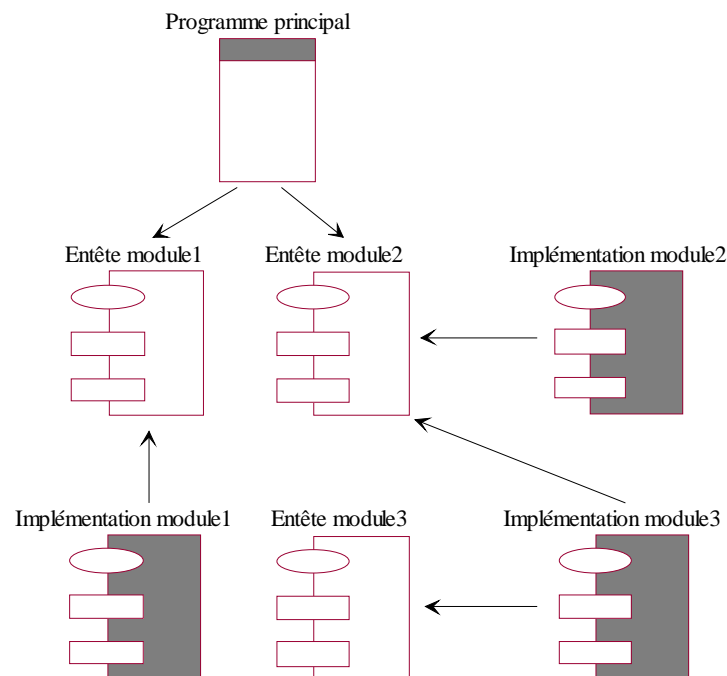 Programme principal
Entête module1
Entête module2
Implémentation module2
Implémentation module1
Entête module3
Implémentation module3